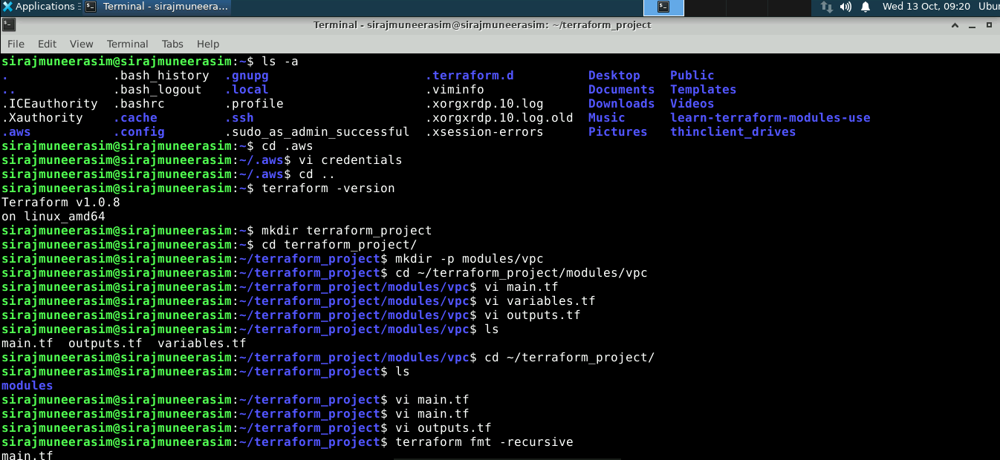 Applications Terminal - sirajmuneera... Wed 13 Oct, 09:20 Ubu
Terminal - sirajmuneerasim@sirajmuneerasim: ~/terraform_project
File Edit View Terminal Tabs Help
sirajmuneerasim@sirajmuneerasim:~$ ls -a
. .bash_history .gnupg .terraform.d Desktop Public
.. .bash_logout .local .viminfo Documents Templates
.ICEauthority .bashrc .profile .xorgxrdp.10.log Downloads Videos
.Xauthority .cache .ssh .xorgxrdp.10.log.old Music learn-terraform-modules-use
.aws .config .sudo_as_admin_successful .xsession-errors Pictures thinclient_drives
sirajmuneerasim@sirajmuneerasim:~$ cd .aws
sirajmuneerasim@sirajmuneerasim:~/.aws$ vi credentials
sirajmuneerasim@sirajmuneerasim:~/.aws$ cd ..
sirajmuneerasim@sirajmuneerasim:~$ terraform -version
Terraform v1.0.8
on linux_amd64
sirajmuneerasim@sirajmuneerasim:~$ mkdir terraform_project
sirajmuneerasim@sirajmuneerasim:~$ cd terraform_project/
sirajmuneerasim@sirajmuneerasim:~/terraform_project$ mkdir -p modules/vpc
sirajmuneerasim@sirajmuneerasim:~/terraform_project$ cd ~/terraform_project/modules/vpc
sirajmuneerasim@sirajmuneerasim:~/terraform_project/modules/vpc$ vi main.tf
sirajmuneerasim@sirajmuneerasim:~/terraform_project/modules/vpc$ vi variables.tf
sirajmuneerasim@sirajmuneerasim:~/terraform_project/modules/vpc$ vi outputs.tf
sirajmuneerasim@sirajmuneerasim:~/terraform_project/modules/vpc$ ls
main.tf outputs.tf variables.tf
sirajmuneerasim@sirajmuneerasim:~/terraform_project/modules/vpc$ cd ~/terraform_project/
sirajmuneerasim@sirajmuneerasim:~/terraform_project$ ls
modules
sirajmuneerasim@sirajmuneerasim:~/terraform_project$ vi main.tf
sirajmuneerasim@sirajmuneerasim:~/terraform_project$ vi main.tf
sirajmuneerasim@sirajmuneerasim:~/terraform_project$ vi outputs.tf
sirajmuneerasim@sirajmuneerasim:~/terraform_project$ terraform fmt -recursive
main.tf